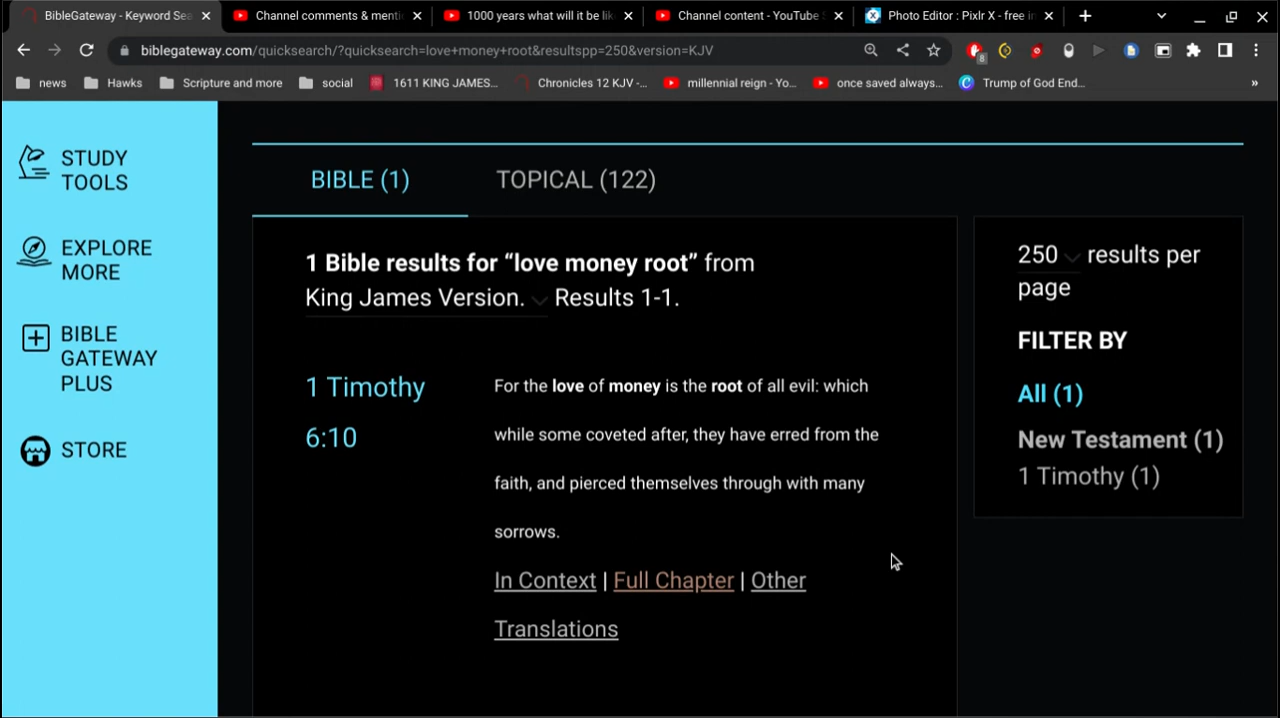 BibleGateway - Keyword Sea
Channel comments & menti
1000 years what will it be lik
Channel content - YouTube S
Photo Editor : Pixlr X - free i
biblegateway.com/quicksearch/?quicksearch=love+money+root&resultspp=250&version=KJV
8
news
Hawks
Scripture and more
social
1611 KING JAMES...
Chronicles 12 KJV -...
millennial reign - Yo...
once saved always...
Trump of God End...
»
STUDY
TOOLS
EXPLORE
MORE
BIBLE
GATEWAY
PLUS
STORE
BIBLE (1)
TOPICAL (122)
1 Bible results for “love money root” from
King James Version. Results 1-1.
1 Timothy
6:10
For the love of money is the root of all evil: which
while some coveted after, they have erred from the
faith, and pierced themselves through with many
sorrows.
In Context | Full Chapter | Other
Translations
250 results per
page
FILTER BY
All (1)
New Testament (1)
1 Timothy (1)